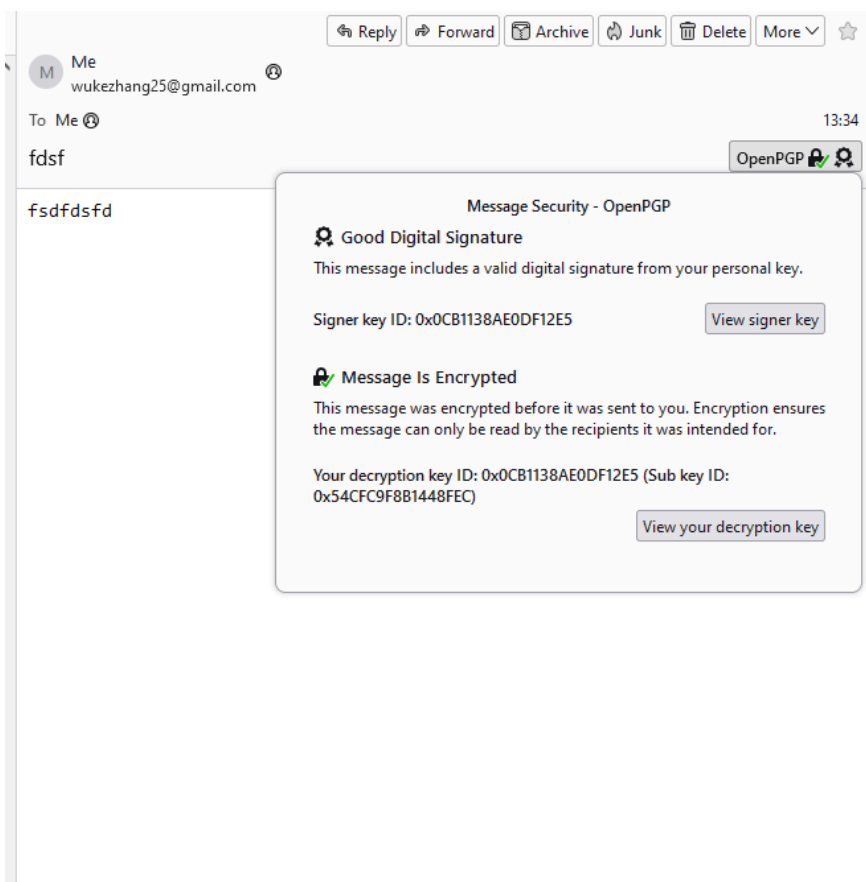 Reply Forward Archive Junk Delete More
M
Me
wukezhang25@gmail.com
To Me 13:34
fdsf
OpenPGP
fsdfdsfd
Message Security - OpenPGP
Good Digital Signature
This message includes a valid digital signature from your personal key.
Signer key ID: 0x0CB1138AE0DF12E5
View signer key
Message Is Encrypted
This message was encrypted before it was sent to you. Encryption ensures
the message can only be read by the recipients it was intended for.
Your decryption key ID: 0x0CB1138AE0DF12E5 (Sub key ID:
0x54CFC9F8B1448FEC)
View your decryption key